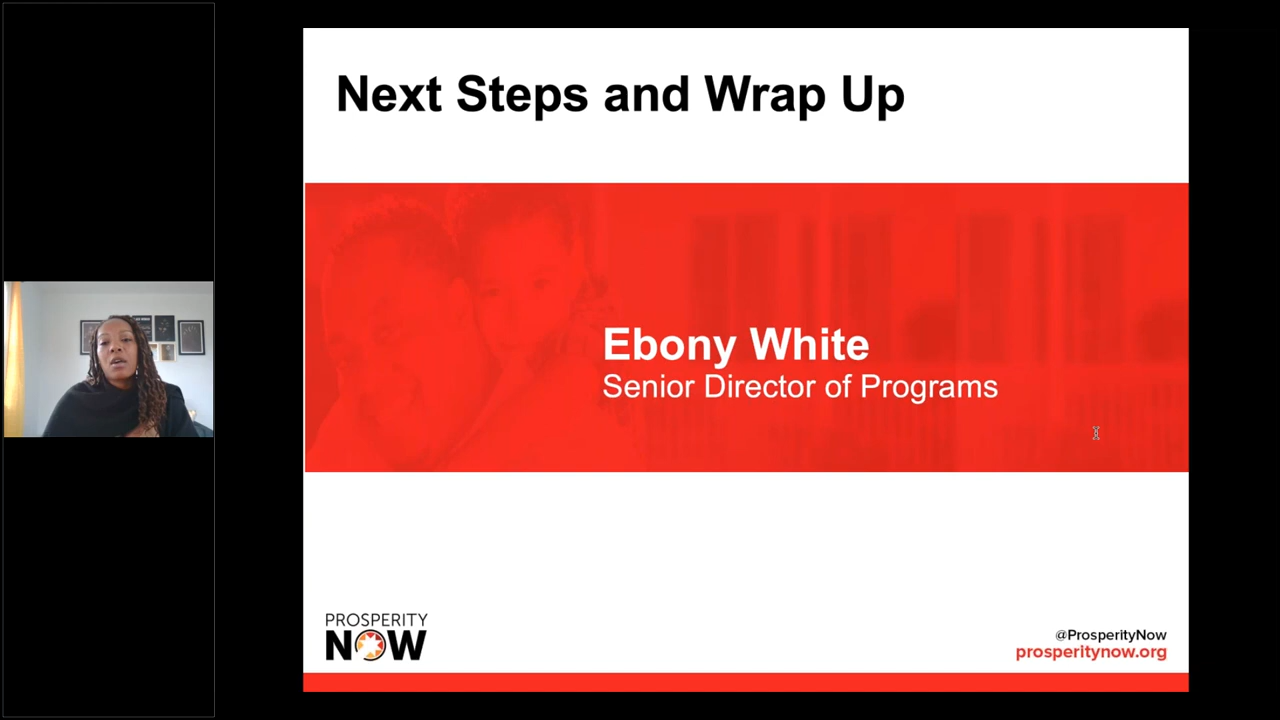 Next Steps and Wrap Up
Ebony White
Senior Director of Programs
PROSPERITY
NOW
@ProsperityNow
prosperitynow.org